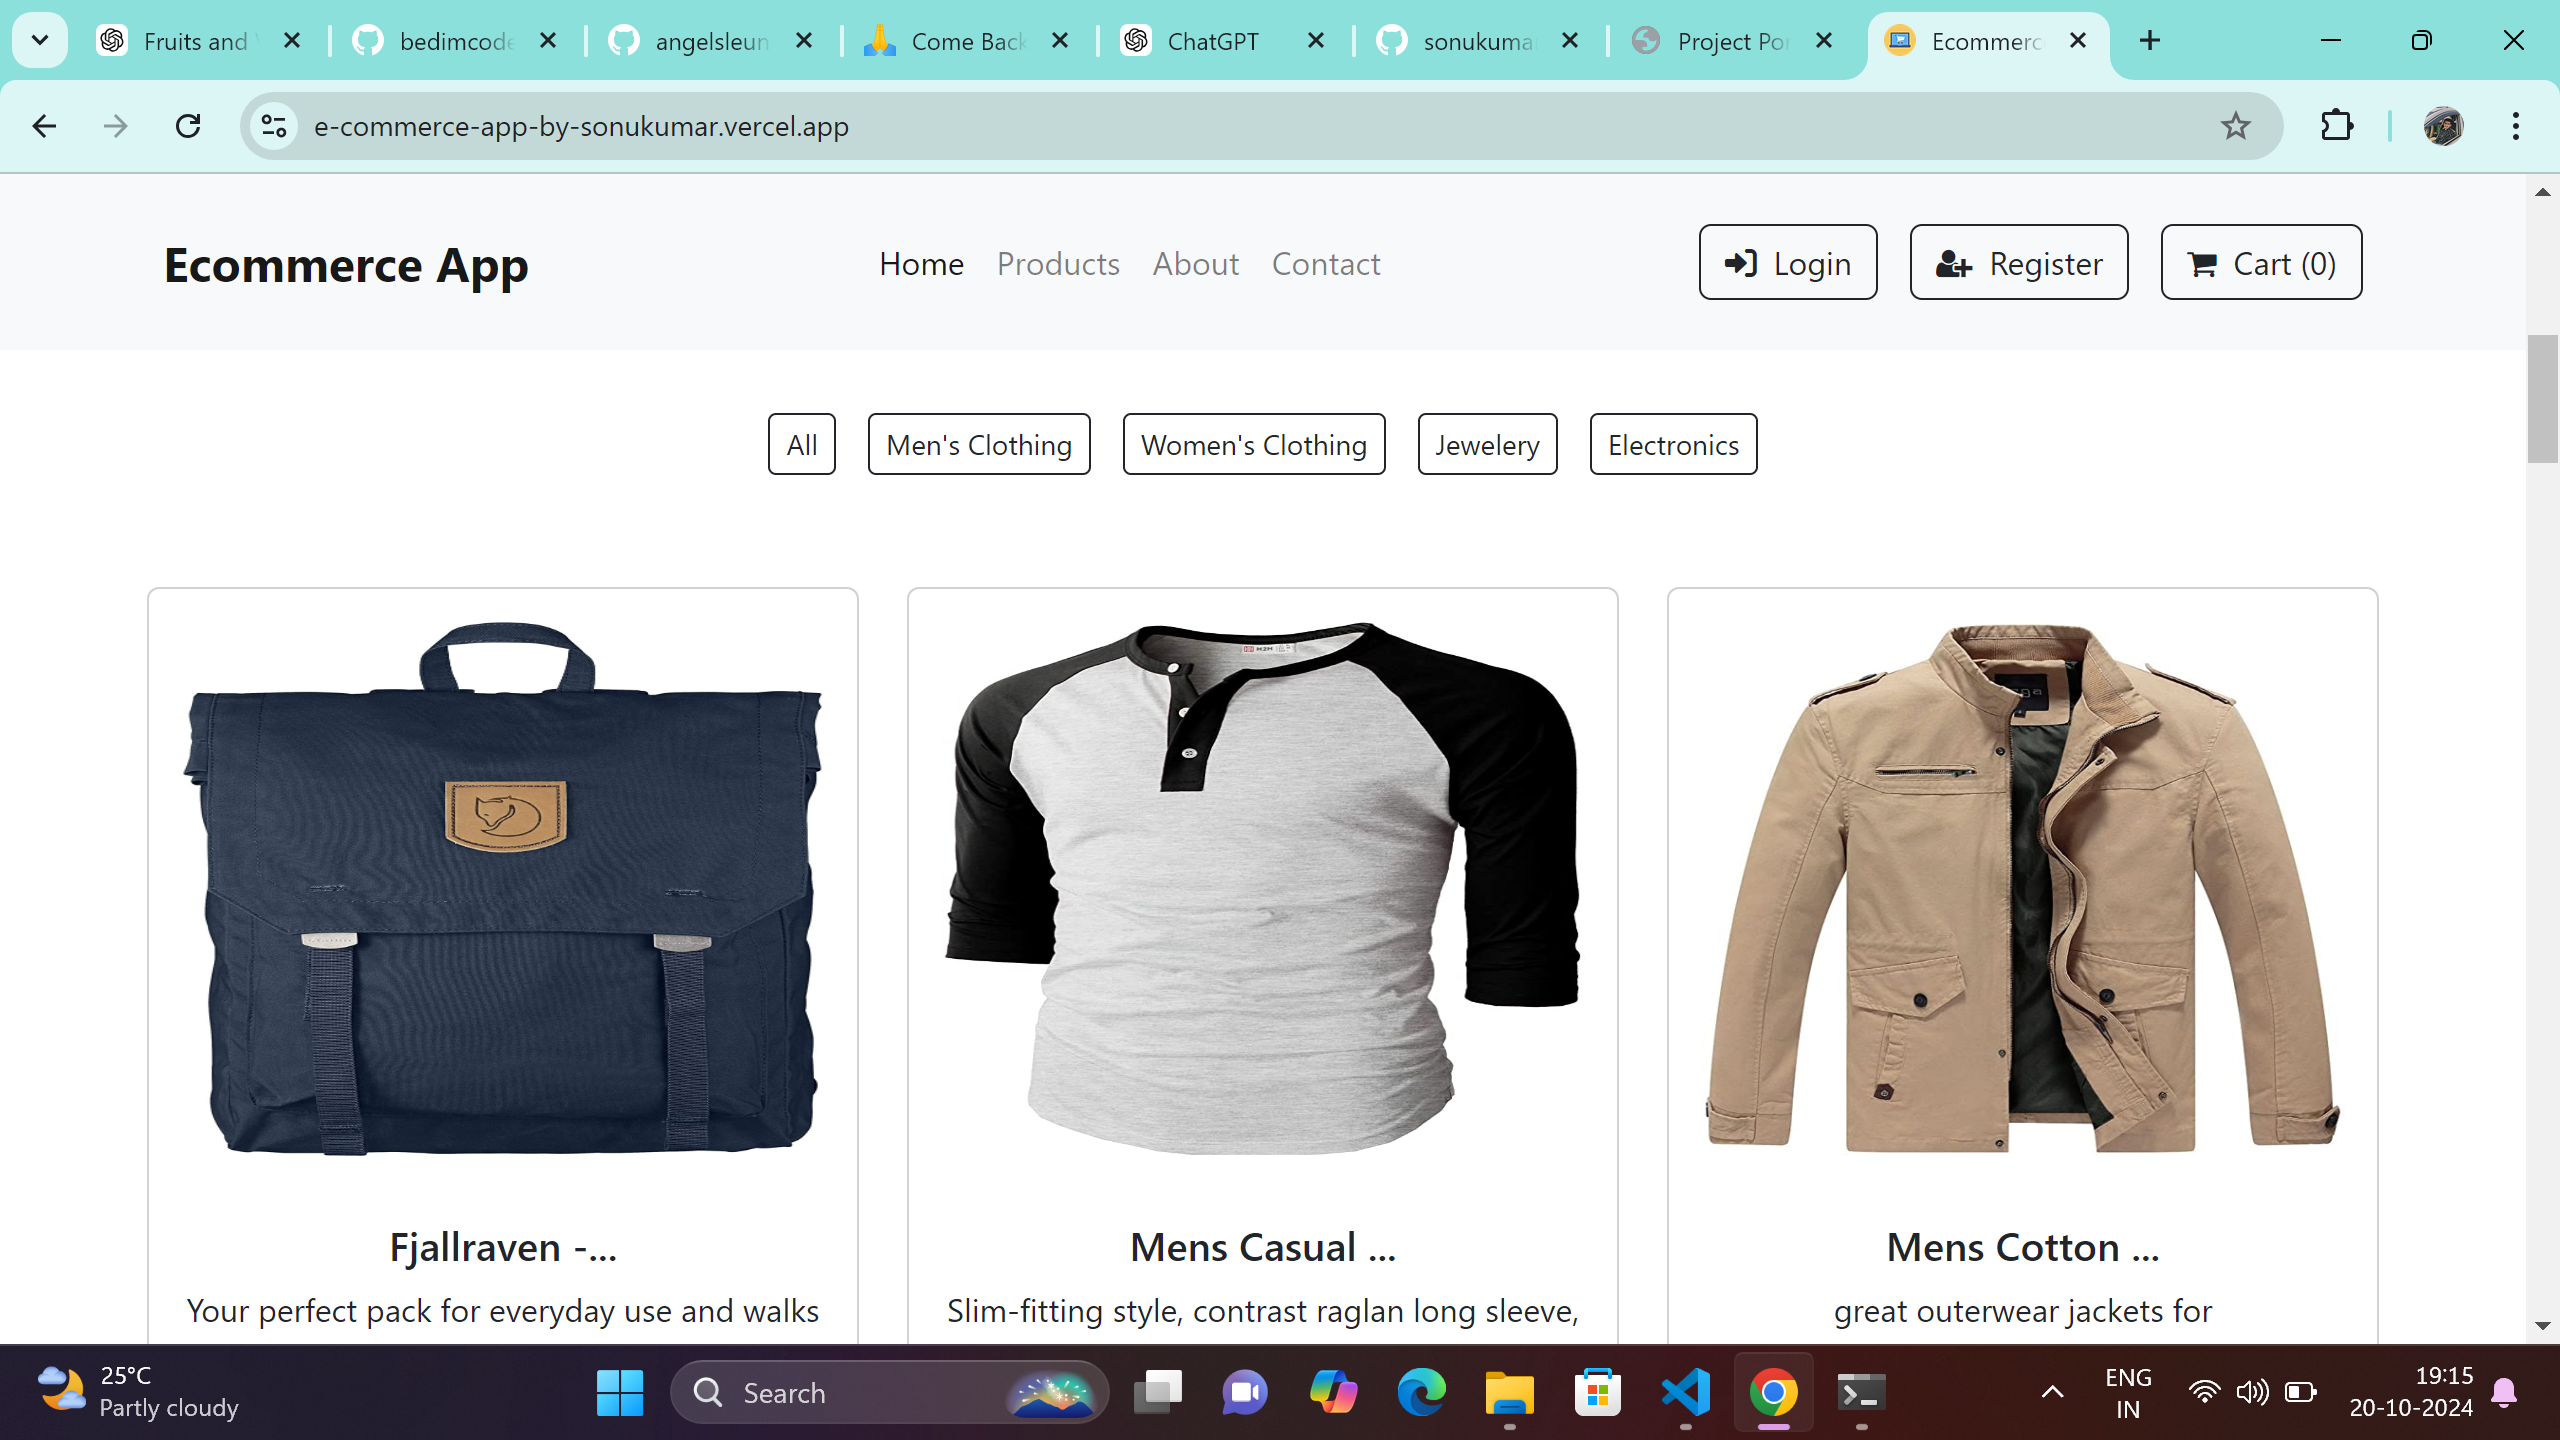 Fruits and
bedimcode
angelsleun
Come Back
ChatGPT
sonukuma
Project Por
Ecommerc
e-commerce-app-by-sonukumar.vercel.app
Ecommerce App
Home Products About Contact
Login
Register
Cart (0)
All
Men's Clothing
Women's Clothing
Jewelery
Electronics
H2H
Fjallraven -...
Mens Casual ...
Mens Cotton ...
Your perfect pack for everyday use and walks
Slim-fitting style, contrast raglan long sleeve,
great outerwear jackets for
25°C
Partly cloudy
Search
ENG
IN
19:15
20-10-2024